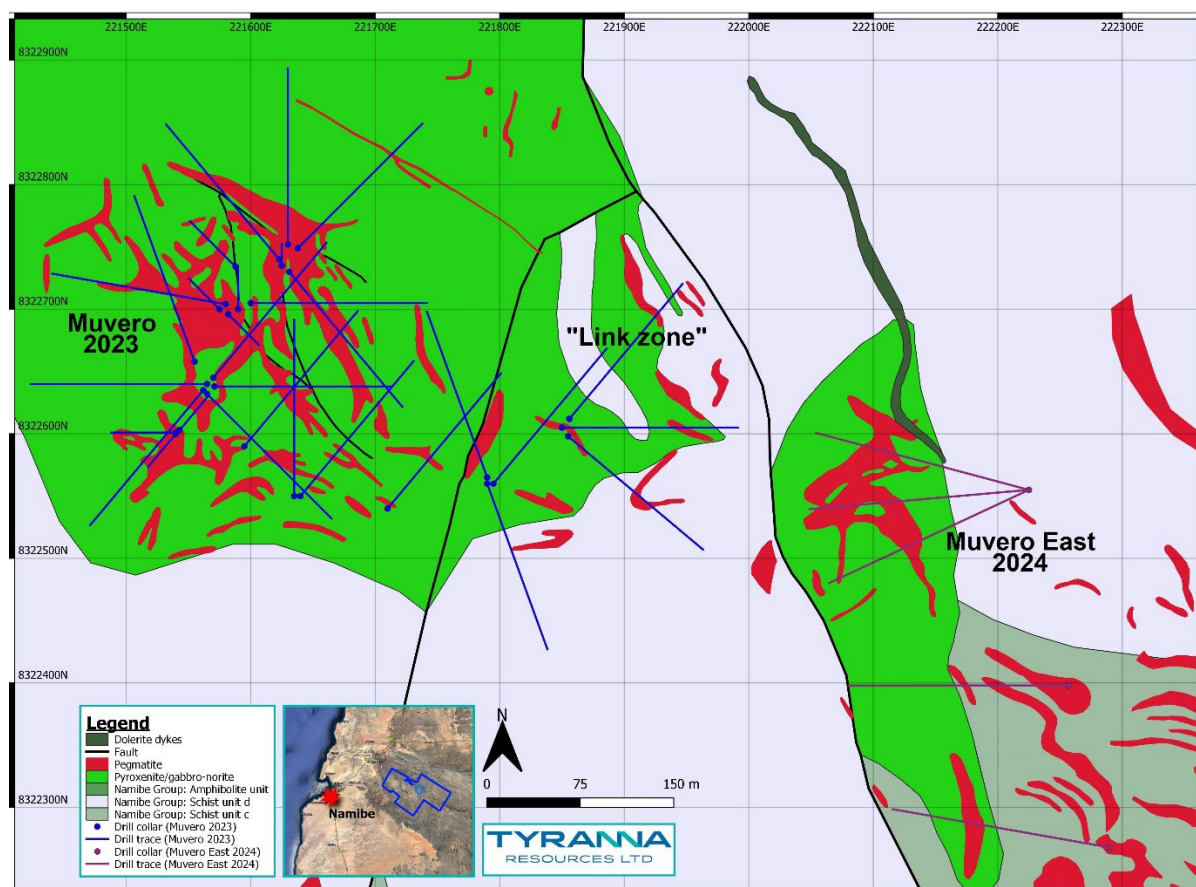 221500E 221600E 221700E 221800E 221900E 222000E 222100E 222200E 222300E
8322900N
8322800N
8322700N
8322600N
8322500N
8322400N
8322300N
Muvero
2023
"Link zone"
Muvero East
2024
Legend
Dolerite dykes
Fault
Pegmatite
Pyroxenite/gabbro-norite
Namibe Group: Amphibolite unit
Namibe Group: Schist unit d
Namibe Group: Schist unit c
Drill collar (Muvero 2023)
Drill trace (Muvero 2023)
Drill collar (Muvero East 2024)
Drill trace (Muvero East 2024)
Namibe
N
0 75 150 m
TYRANNA
RESOURCES LTD